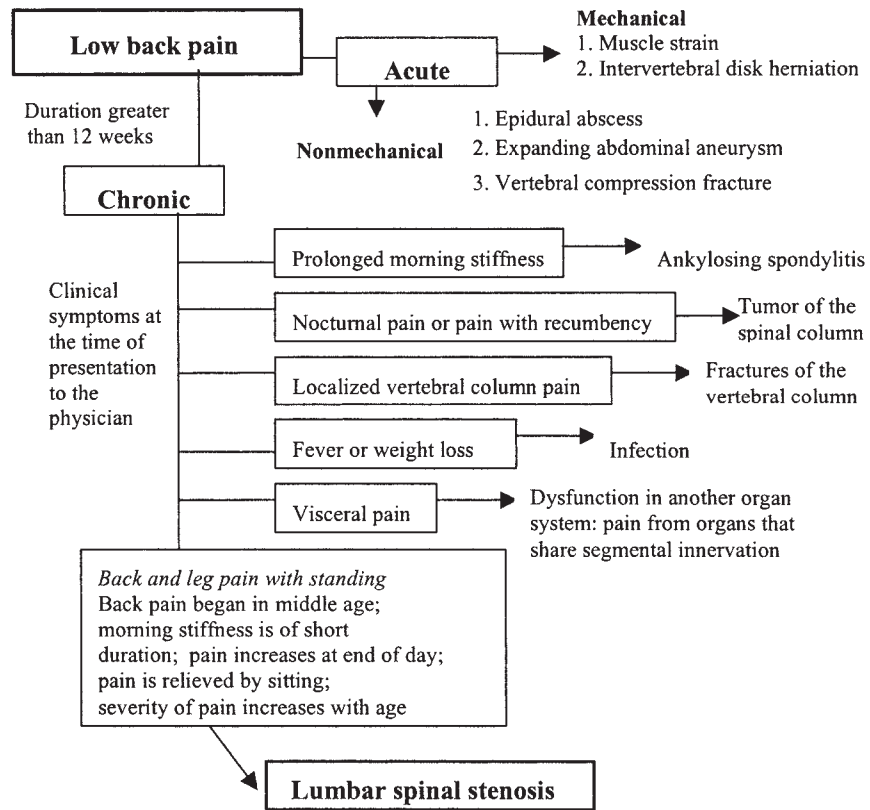 Low back pain
Acute
Mechanical
1. Muscle strain
2. Intervertebral disk herniation
Duration greater
than 12 weeks
Nonmechanical
1. Epidural abscess
2. Expanding abdominal aneurysm
3. Vertebral compression fracture
Chronic
Clinical
symptoms at
the time of
presentation
to the
physician
Prolonged morning stiffness
Ankylosing spondylitis
Nocturnal pain or pain with recumbency
Tumor of the
spinal column
Localized vertebral column pain
Fractures of the
vertebral column
Fever or weight loss
Infection
Visceral pain
Dysfunction in another organ
system: pain from organs that
share segmental innervation
Back and leg pain with standing
Back pain began in middle age;
morning stiffness is of short
duration; pain increases at end of day;
pain is relieved by sitting;
severity of pain increases with age
Lumbar spinal stenosis